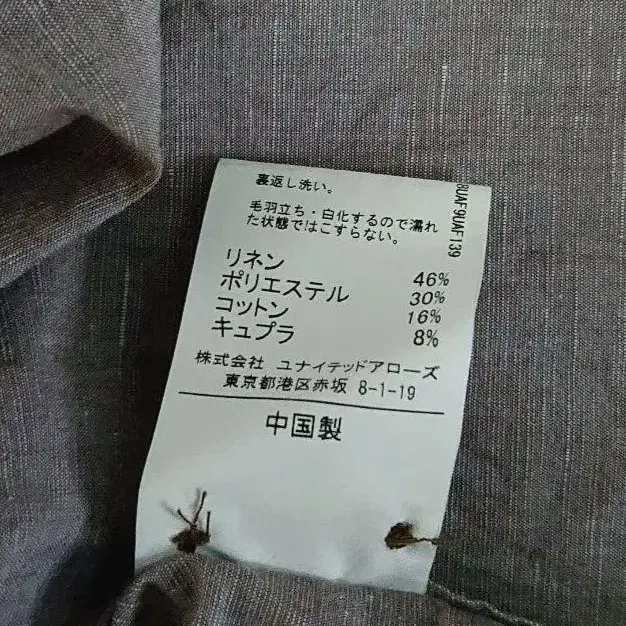 裏返し洗い。
毛羽立ち・白化するので濡れ
た状態ではこすらない。
リネン 46%
ポリエステル 30%
コットン 16%
キュプラ 8%
株式会社 ユナイテッドアローズ
東京都港区赤坂 8-1-19
中国製
8UAF9UAF139